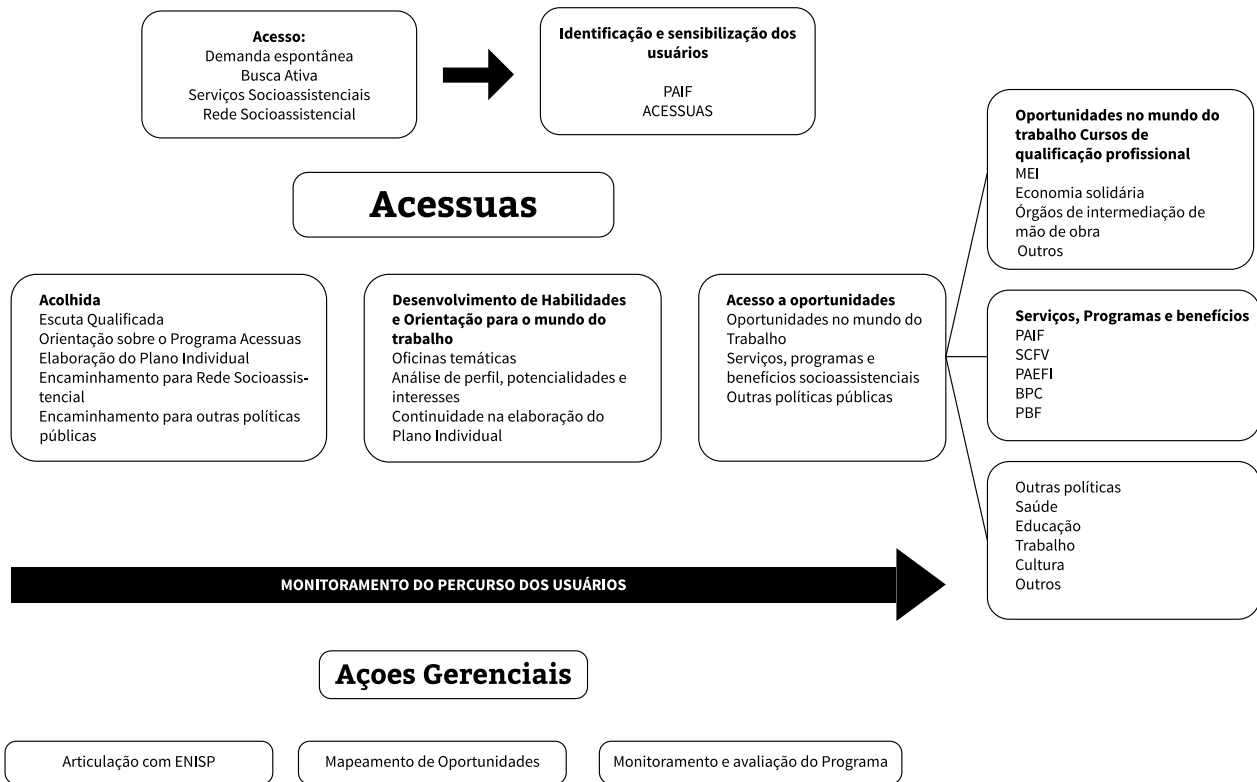 Acesso:
Demanda espontânea
Busca Ativa
Serviços Socioassistenciais
Rede Socioassistencial
Identificação e sensibilização dos
usuários
PAIF
ACESSUAS
Acessuas
Acolhida
Escuta Qualificada
Orientação sobre o Programa Acessuas
Elaboração do Plano Individual
Encaminhamento para Rede Socioassis-
tencial
Encaminhamento para outras políticas
públicas
Desenvolvimento de Habilidades
e Orientação para o mundo do
trabalho
Oficinas temáticas
Análise de perfil, potencialidades e
interesses
Continuidade na elaboração do
Plano Individual
Acesso a oportunidades
Oportunidades no mundo do
Trabalho
Serviços, programas e
benefícios socioassistenciais
Outras políticas públicas
Oportunidades no mundo do
trabalho Cursos de
qualificação profissional
MEI
Economia solidária
Órgãos de intermediação de
mão de obra
Outros
Serviços, Programas e benefícios
PAIF
SCFV
PAEFI
BPC
PBF
Outras políticas
Saúde
Educação
Trabalho
Cultura
Outros
MONITORAMENTO DO PERCURSO DOS USUÁRIOS
Açoes Gerenciais
Articulação com ENISP
Mapeamento de Oportunidades
Monitoramento e avaliação do Programa